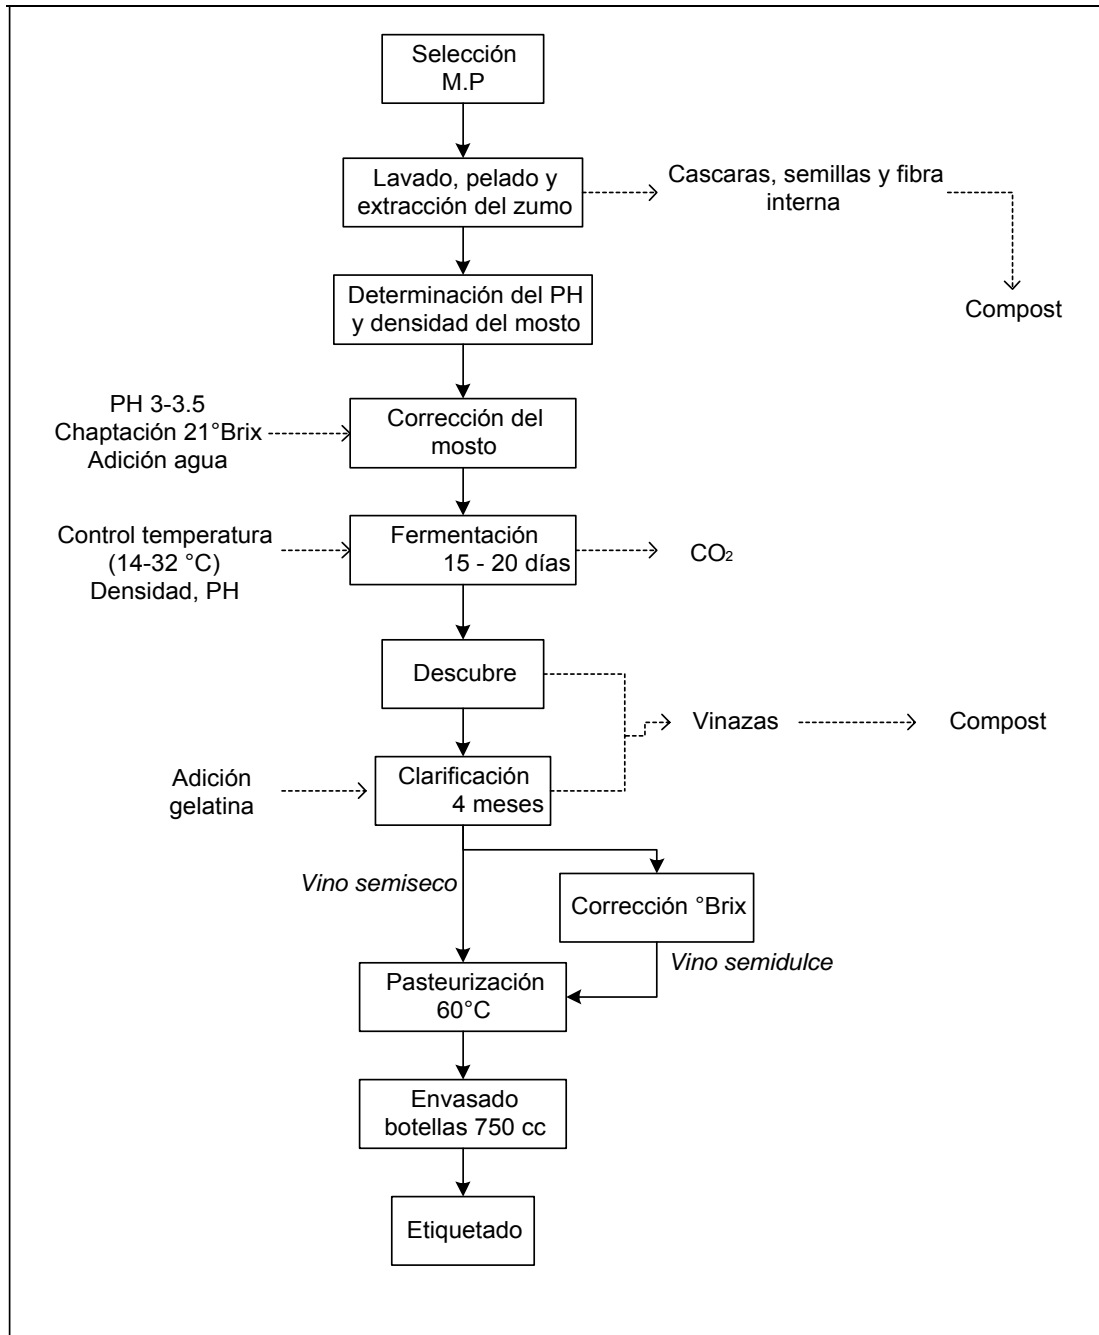 Selección
M.P
Lavado, pelado y
extracción del zumo
Cascaras, semillas y fibra
interna
Compost
Determinación del PH
y densidad del mosto
PH 3-3.5
Chaptación 21°Brix
Adición agua
Corrección del
mosto
Control temperatura
(14-32 °C)
Densidad, PH
Fermentación
15 - 20 días
CO₂
Descubre
Vinazas
Compost
Adición
gelatina
Clarificación
4 meses
Vino semiseco
Corrección °Brix
Vino semidulce
Pasteurización
60°C
Envasado
botellas 750 cc
Etiquetado